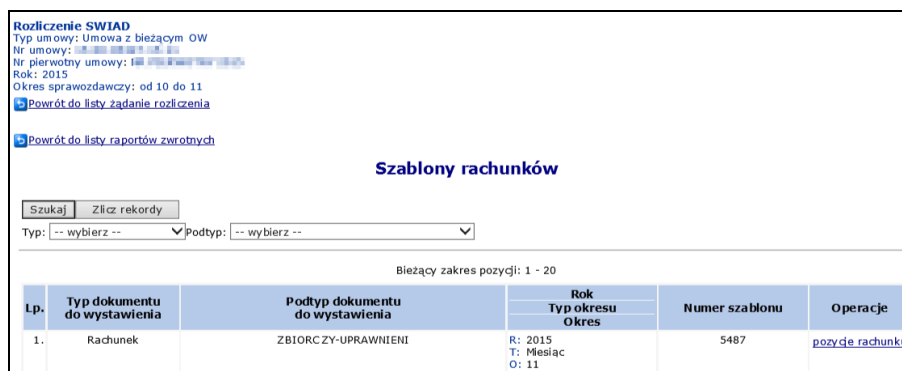 Rozliczenie SWIAD
Typ umowy: Umowa z bieżącym OW
Nr umowy:
Nr pierwotny umowy:
Rok: 2015
Okres sprawozdawczy: od 10 do 11
Powrót do listy żądanie rozliczenia
Powrót do listy raportów zwrotnych
Szablony rachunków
Szukaj Zlicz rekordy
Typ: -- wybierz -- Podtyp: -- wybierz --
Bieżący zakres pozycji: 1 - 20
Lp. Typ dokumentu do wystawienia Podtyp dokumentu do wystawienia Rok Typ okresu Okres Numer szablonu Operacje
1. Rachunek ZBIORCZY-UPRAWNIENI R: 2015 5487 pozycje rachunku
T: Miesiąc
O: 11